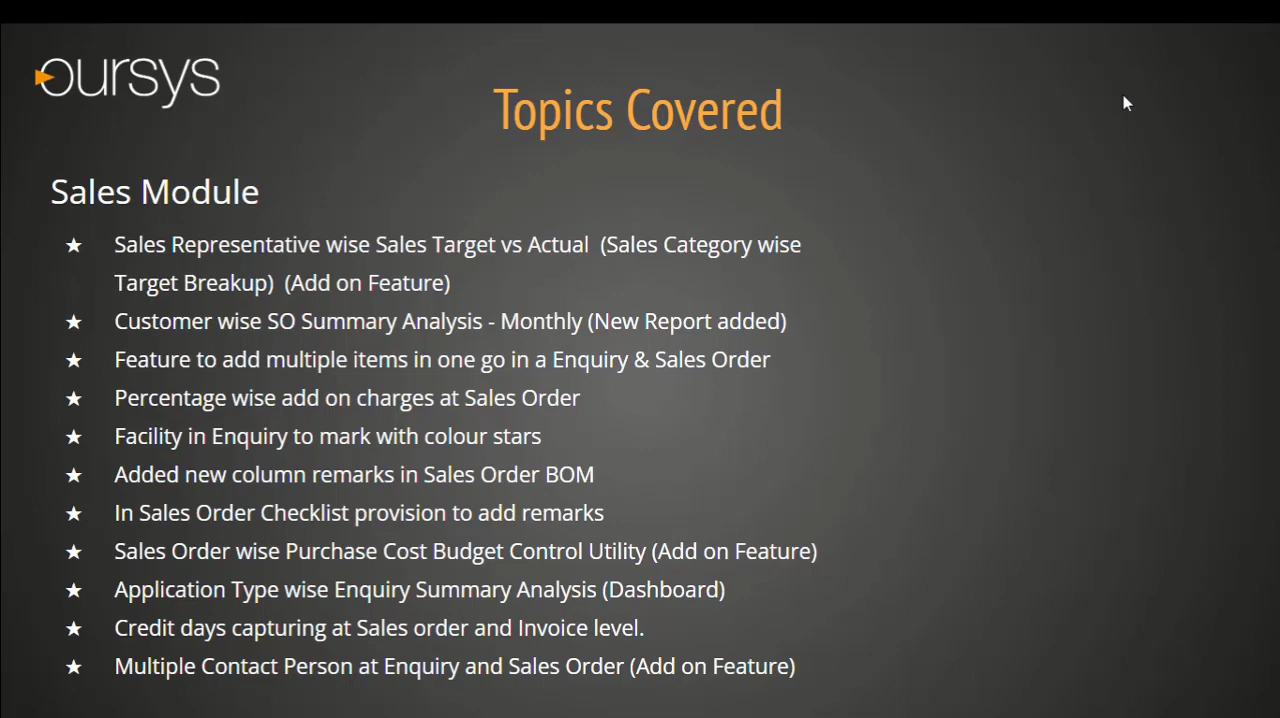 oursys
Topics Covered
Sales Module
★ Sales Representative wise Sales Target vs Actual (Sales Category wise
Target Breakup) (Add on Feature)
★ Customer wise SO Summary Analysis - Monthly (New Report added)
★ Feature to add multiple items in one go in a Enquiry & Sales Order
★ Percentage wise add on charges at Sales Order
★ Facility in Enquiry to mark with colour stars
★ Added new column remarks in Sales Order BOM
★ In Sales Order Checklist provision to add remarks
★ Sales Order wise Purchase Cost Budget Control Utility (Add on Feature)
★ Application Type wise Enquiry Summary Analysis (Dashboard)
★ Credit days capturing at Sales order and Invoice level.
★ Multiple Contact Person at Enquiry and Sales Order (Add on Feature)